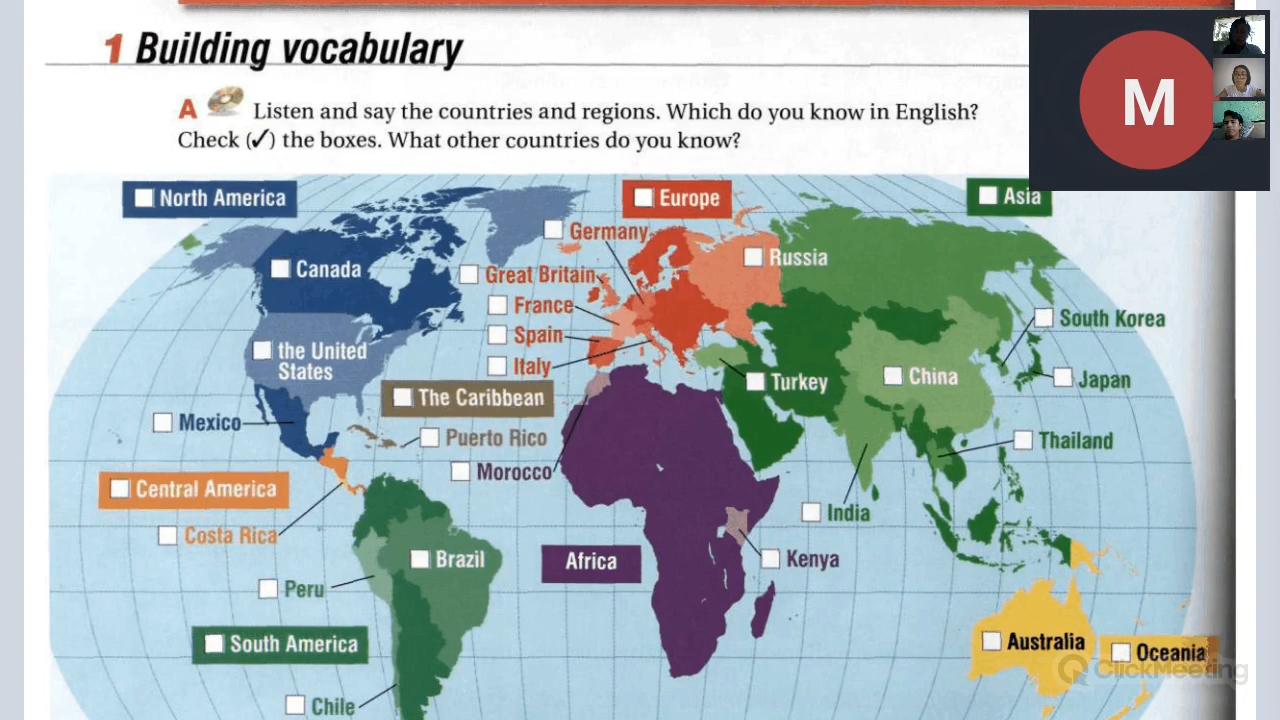 1 Building vocabulary
A Listen and say the countries and regions. Which do you know in English?
Check (✓) the boxes. What other countries do you know?
M
North America
Europe
Asia
Germany
Canada
Great Britain
Russia
France
South Korea
Spain
the United
States
Italy
Turkey
China
Japan
The Caribbean
Mexico
Puerto Rico
Thailand
Morocco
Central America
India
Costa Rica
Brazil
Africa
Kenya
Peru
South America
Australia
Oceania
ClickMeeting
Chile